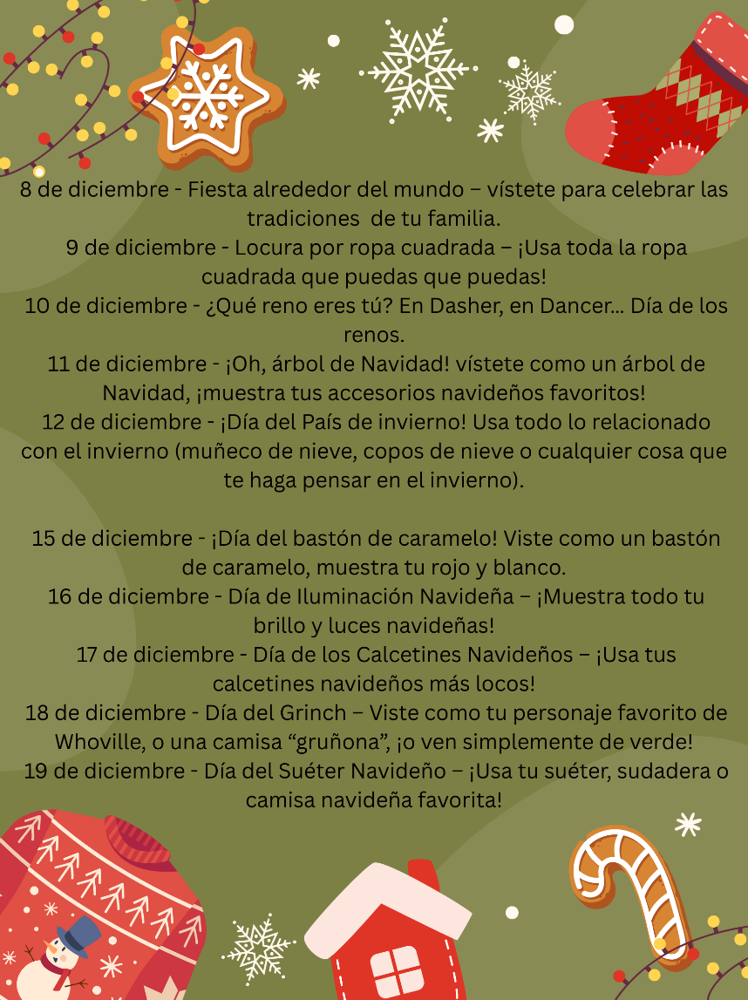 8 de diciembre - Fiesta alrededor del mundo – vístete para celebrar las
tradiciones  de tu familia.
9 de diciembre - Locura por ropa cuadrada – ¡Usa toda la ropa
cuadrada que puedas que puedas!
10 de diciembre - ¿Qué reno eres tú? En Dasher, en Dancer... Día de los
renos.
11 de diciembre - ¡Oh, árbol de Navidad! vístete como un árbol de
Navidad, ¡muestra tus accesorios navideños favoritos!
12 de diciembre - ¡Día del País de invierno! Usa todo lo relacionado
con el invierno (muñeco de nieve, copos de nieve o cualquier cosa que
te haga pensar en el invierno).
15 de diciembre - ¡Día del bastón de caramelo! Viste como un bastón
de caramelo, muestra tu rojo y blanco.
16 de diciembre - Día de Iluminación Navideña – ¡Muestra todo tu
brillo y luces navideñas!
17 de diciembre - Día de los Calcetines Navideños – ¡Usa tus
calcetines navideños más locos!
18 de diciembre - Día del Grinch – Viste como tu personaje favorito de
Whoville, o una camisa “gruñona”, ¡o ven simplemente de verde!
19 de diciembre - Día del Suéter Navideño – ¡Usa tu suéter, sudadera o
camisa navideña favorita!